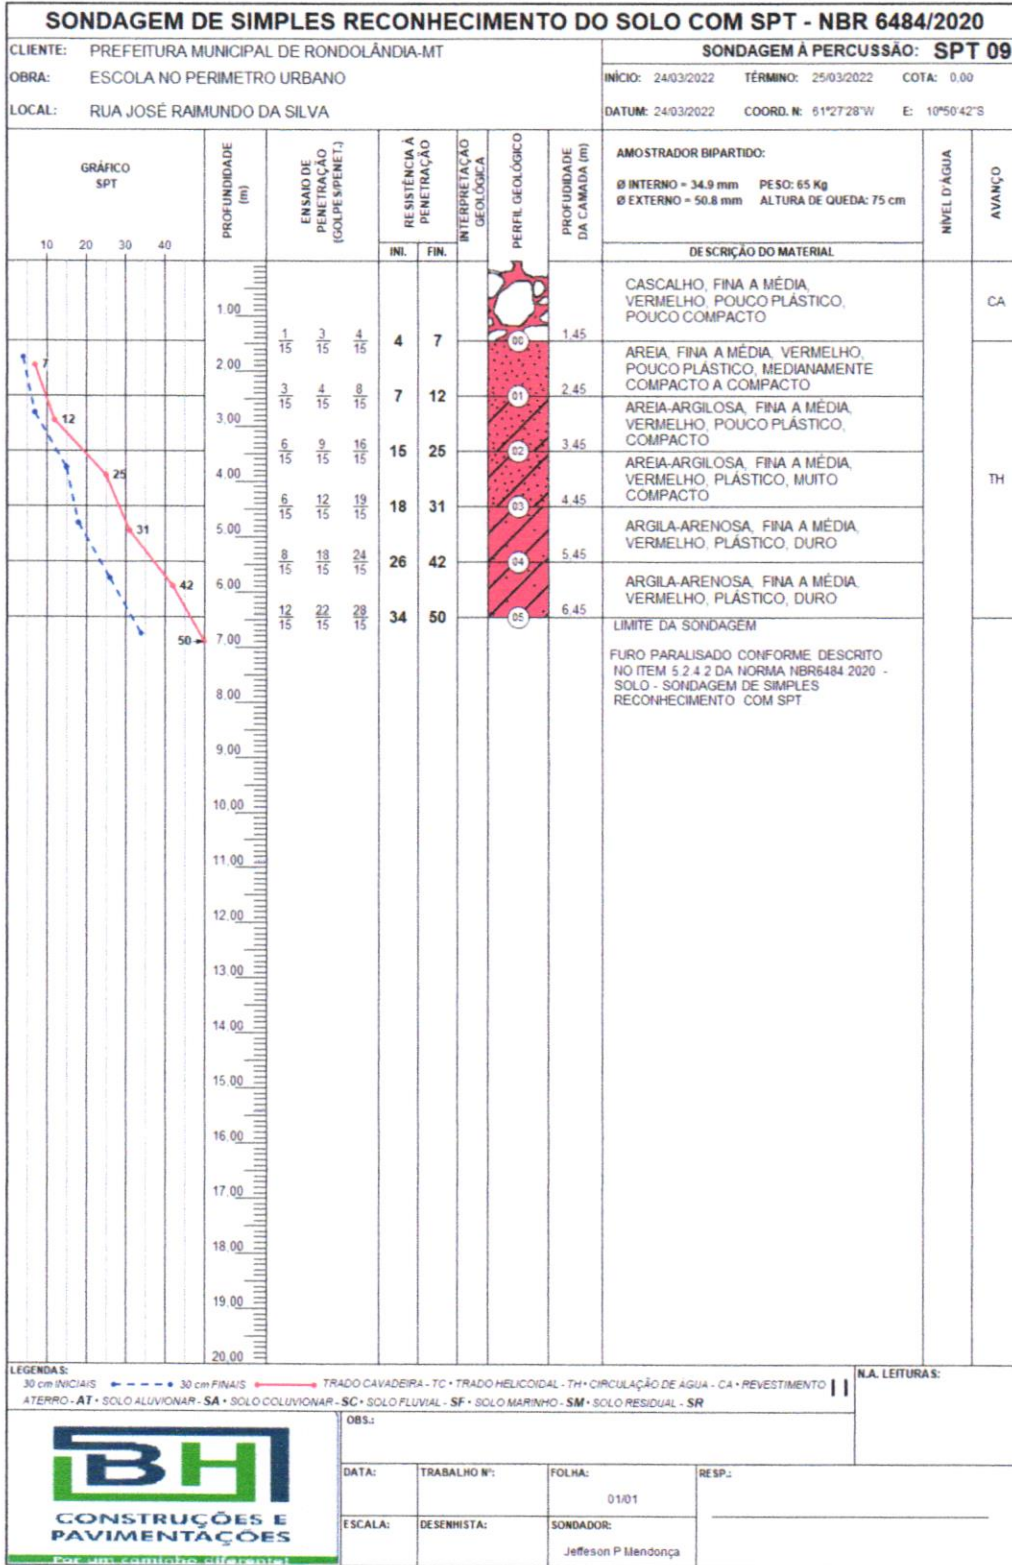 SONDAGEM DE SIMPLES RECONHECIMENTO DO SOLO COM SPT - NBR 6484/2020
CLIENTE: PREFEITURA MUNICIPAL DE RONDOLÂNDIA-MT
SONDAGEM À PERCUSSÃO: SPT 09
OBRA: ESCOLA NO PERIMETRO URBANO
INÍCIO: 24/03/2022 TÉRMINO: 25/03/2022 COTA: 0.00
LOCAL: RUA JOSÉ RAIMUNDO DA SILVA
DATUM: 24/03/2022 COORD. N: 61°27'28"W E: 10°50'42"S
GRÁFICO
SPT
10 20 30 40
PROFUNDIDADE
(m)
ENSAIO DE
PENETRAÇÃO
(GOLPES/PENET.)
RESISTÊNCIA À
PENETRAÇÃO
INI. FIN.
INTERPRETAÇÃO
GEOLÓGICA
PERFIL GEOLÓGICO
PROFUDIDADE
DA CAMADA (m)
AMOSTRADOR BIPARTIDO:
Ø INTERNO = 34.9 mm PESO: 65 Kg
Ø EXTERNO = 50.8 mm ALTURA DE QUEDA: 75 cm
DESCRIÇÃO DO MATERIAL
NÍVEL D'ÁGUA
AVANÇO
1,00
2,00
3,00
4,00
5,00
6,00
7,00
8,00
9,00
10,00
11,00
12,00
13,00
14,00
15,00
16,00
17,00
18,00
19,00
20,00
7
12
25
31
42
50
1/15 3/15 4/15 4 7 00 1,45
3/15 4/15 8/15 7 12 01 2,45
6/15 9/15 16/15 15 25 02 3,45
6/15 12/15 19/15 18 31 03 4,45
8/15 18/15 24/15 26 42 04 5,45
12/15 22/15 28/15 34 50 05 6,45
CASCALHO, FINA A MÉDIA,
VERMELHO, POUCO PLÁSTICO,
POUCO COMPACTO
CA
AREIA, FINA A MÉDIA, VERMELHO,
POUCO PLÁSTICO, MEDIANAMENTE
COMPACTO A COMPACTO
AREIA-ARGILOSA, FINA A MÉDIA,
VERMELHO, POUCO PLÁSTICO,
COMPACTO
AREIA-ARGILOSA, FINA A MÉDIA,
VERMELHO, PLÁSTICO, MUITO
COMPACTO
TH
ARGILA-ARENOSA, FINA A MÉDIA,
VERMELHO, PLÁSTICO, DURO
ARGILA-ARENOSA, FINA A MÉDIA,
VERMELHO, PLÁSTICO, DURO
LIMITE DA SONDAGEM
FURO PARALISADO CONFORME DESCRITO
NO ITEM 5.2.4.2 DA NORMA NBR6484 2020 -
SOLO - SONDAGEM DE SIMPLES
RECONHECIMENTO COM SPT
LEGENDAS:
30 cm INICIAIS 30 cm FINAIS TRADO CAVADEIRA - TC • TRADO HELICOIDAL - TH • CIRCULAÇÃO DE AGUA - CA • REVESTIMENTO
ATERRO - AT • SOLO ALUVIONAR - SA • SOLO COLUVIONAR - SC • SOLO FLUVIAL - SF • SOLO MARINHO - SM • SOLO RESIDUAL - SR
N.A. LEITURAS:
BH
CONSTRUÇÕES E
PAVIMENTAÇÕES
Por um caminho diferente!
OBS.:
DATA: TRABALHO Nº: FOLHA: RESP.:
01/01
ESCALA: DESENHISTA: SONDADOR:
Jeffeson P Mendonça